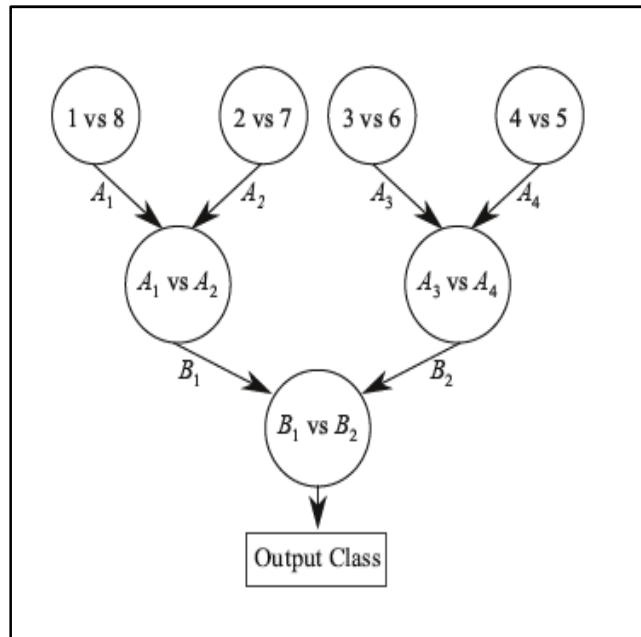 1 vs 8
2 vs 7
3 vs 6
4 vs 5
A₁
A₂
A₃
A₄
A₁ vs A₂
A₃ vs A₄
B₁
B₂
B₁ vs B₂
Output Class